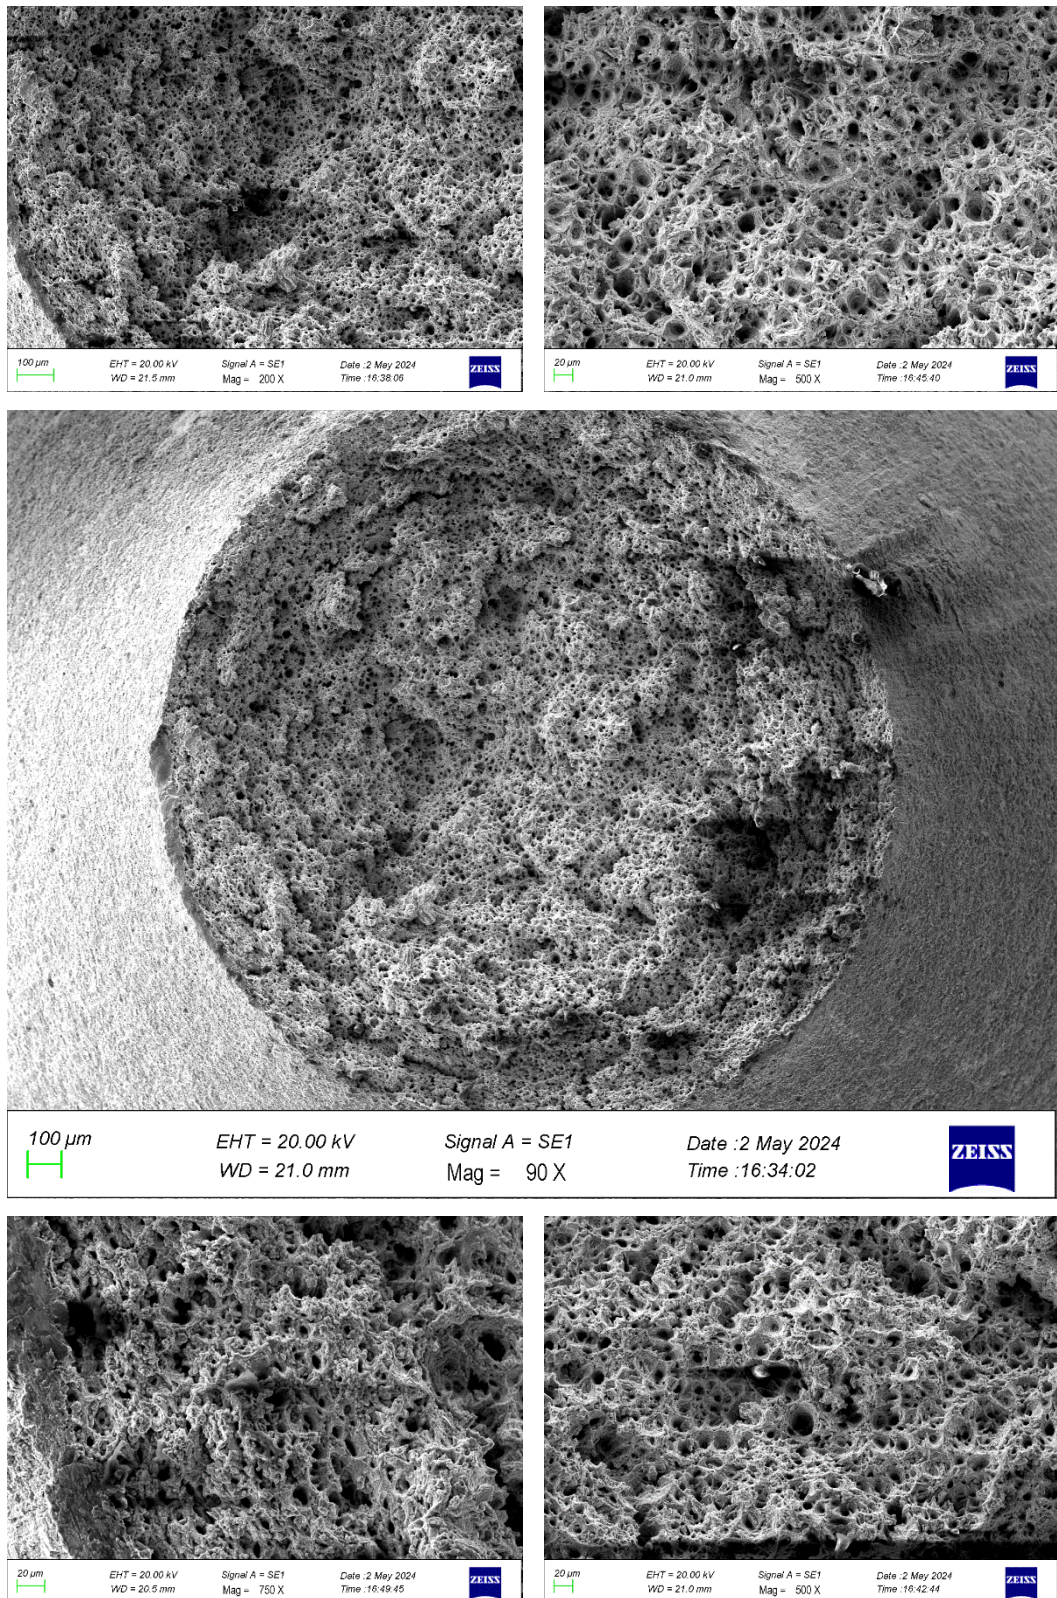 100 µm
EHT = 20.00 kV
Signal A = SE1
Date :2 May 2024
WD = 21.5 mm
Mag = 200 X
Time :16:38:06
ZEISS
20 µm
EHT = 20.00 kV
Signal A = SE1
Date :2 May 2024
WD = 21.0 mm
Mag = 500 X
Time :16:45:40
ZEISS
100 µm
EHT = 20.00 kV
Signal A = SE1
Date :2 May 2024
WD = 21.0 mm
Mag = 90 X
Time :16:34:02
ZEISS
20 µm
EHT = 20.00 kV
Signal A = SE1
Date :2 May 2024
WD = 20.5 mm
Mag = 750 X
Time :16:49:45
ZEISS
20 µm
EHT = 20.00 kV
Signal A = SE1
Date :2 May 2024
WD = 21.0 mm
Mag = 500 X
Time :16:42:44
ZEISS